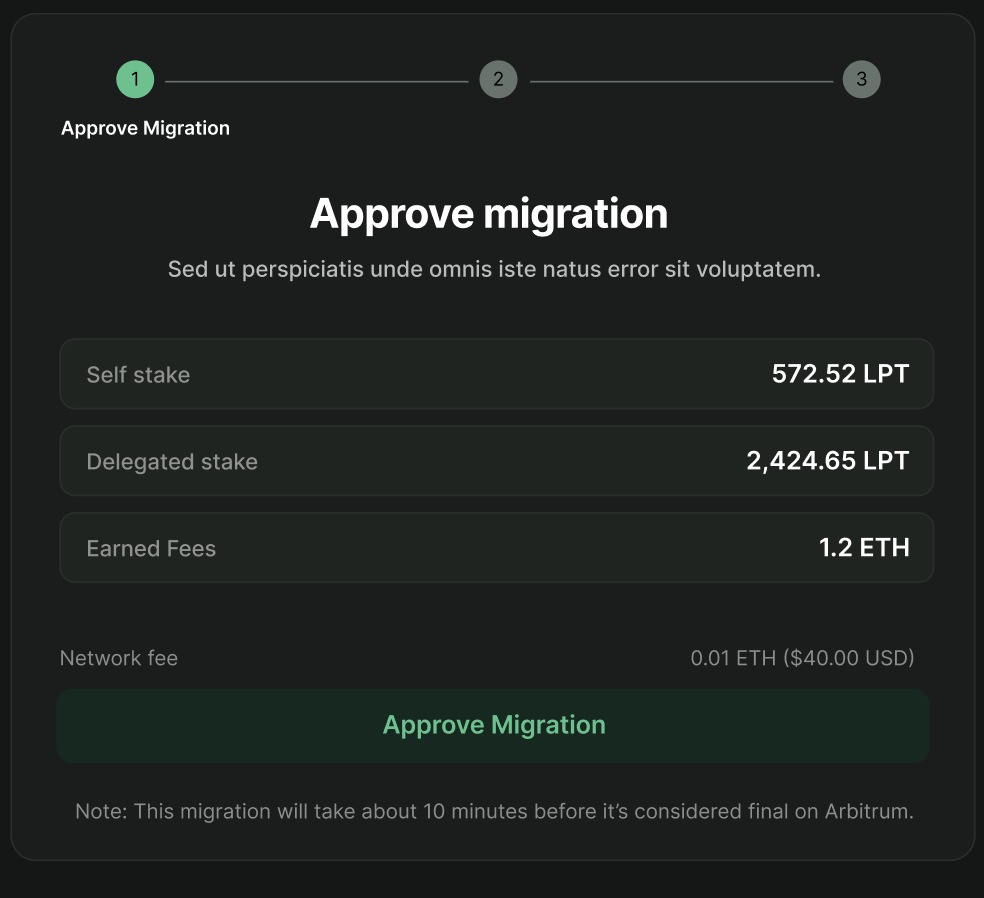 1
2
3
Approve Migration
Approve migration
Sed ut perspiciatis unde omnis iste natus error sit voluptatem.
Self stake 572.52 LPT
Delegated stake 2,424.65 LPT
Earned Fees 1.2 ETH
Network fee 0.01 ETH ($40.00 USD)
Approve Migration
Note: This migration will take about 10 minutes before it’s considered final on Arbitrum.